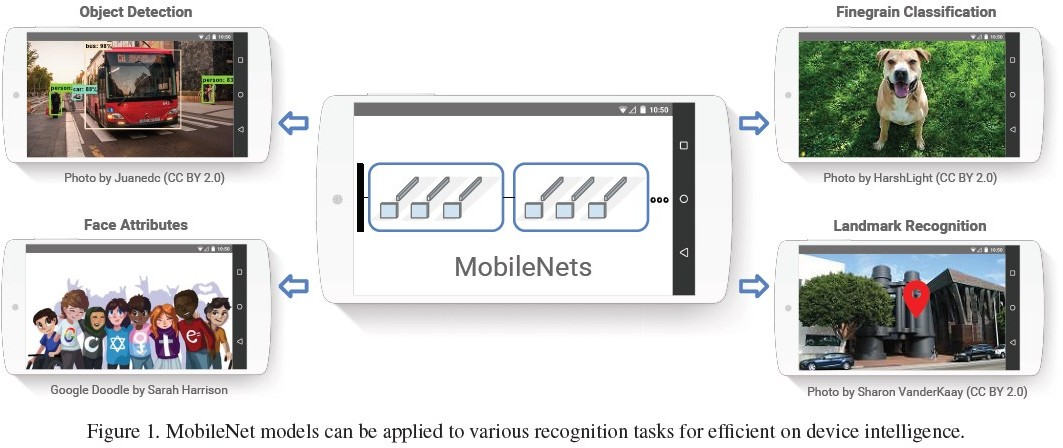 Object Detection
10:50
bus: 98%
person:
car: 88%
person: 83
Photo by Juanedc (CC BY 2.0)
Face Attributes
10:50
C
e=
Google Doodle by Sarah Harrison
10:50
MobileNets
Finegrain Classification
10:50
Photo by HarshLight (CC BY 2.0)
Landmark Recognition
10:50
Photo by Sharon VanderKaay (CC BY 2.0)
Figure 1. MobileNet models can be applied to various recognition tasks for efficient on device intelligence.